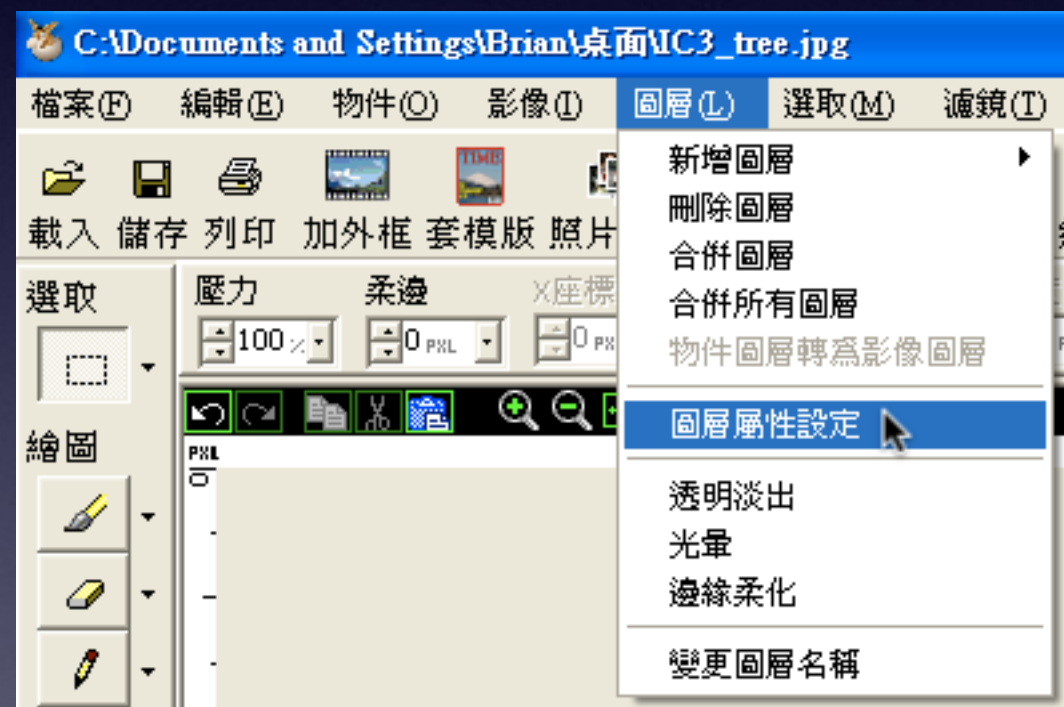 C:\Documents and Settings\Brian\桌面\IC3_tree.jpg
檔案(F) 編輯(E) 物件(O) 影像(I) 圖層(L) 選取(M) 濾鏡(T)
TIME
載入 儲存 列印 加外框 套模版 照片
選取
壓力 柔邊 X座標
100 % 0 PXL 0
繪圖
PXL
0
新增圖層
刪除圖層
合併圖層
合併所有圖層
物件圖層轉為影像圖層
圖層屬性設定
透明淡出
光暈
邊緣柔化
變更圖層名稱